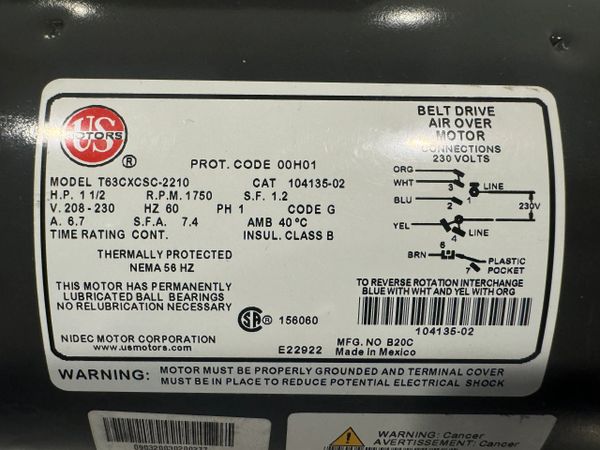 US
MOTORS
®
PROT. CODE 00H01
MODEL T63CXCSC-2210 CAT 104135-02
H.P. 1 1/2 R.P.M. 1750 S.F. 1.2
V. 208 - 230 HZ 60 PH 1 CODE G
A. 6.7 S.F.A. 7.4 AMB 40°C
TIME RATING CONT. INSUL. CLASS B
THERMALLY PROTECTED
NEMA 56 HZ
THIS MOTOR HAS PERMANENTLY
LUBRICATED BALL BEARINGS
NO RELUBRICATION NECESSARY
NIDEC MOTOR CORPORATION
www.usmotors.com
SA ® 156060
E22922
BELT DRIVE
AIR OVER
MOTOR
CONNECTIONS
230 VOLTS
ORG
WHT 3 1 LINE
BLU 2 230V
YEL 4 LINE
BRN 6 7 PLASTIC
POCKET
TO REVERSE ROTATION INTERCHANGE
BLUE WITH WHT AND YEL WITH ORG
104135-02
MFG. NO B20C
Made in Mexico
WARNING: MOTOR MUST BE PROPERLY GROUNDED AND TERMINAL COVER
MUST BE IN PLACE TO REDUCE POTENTIAL ELECTRICAL SHOCK
WARNING: Cancer
AVERTISSEMENT: Cancer